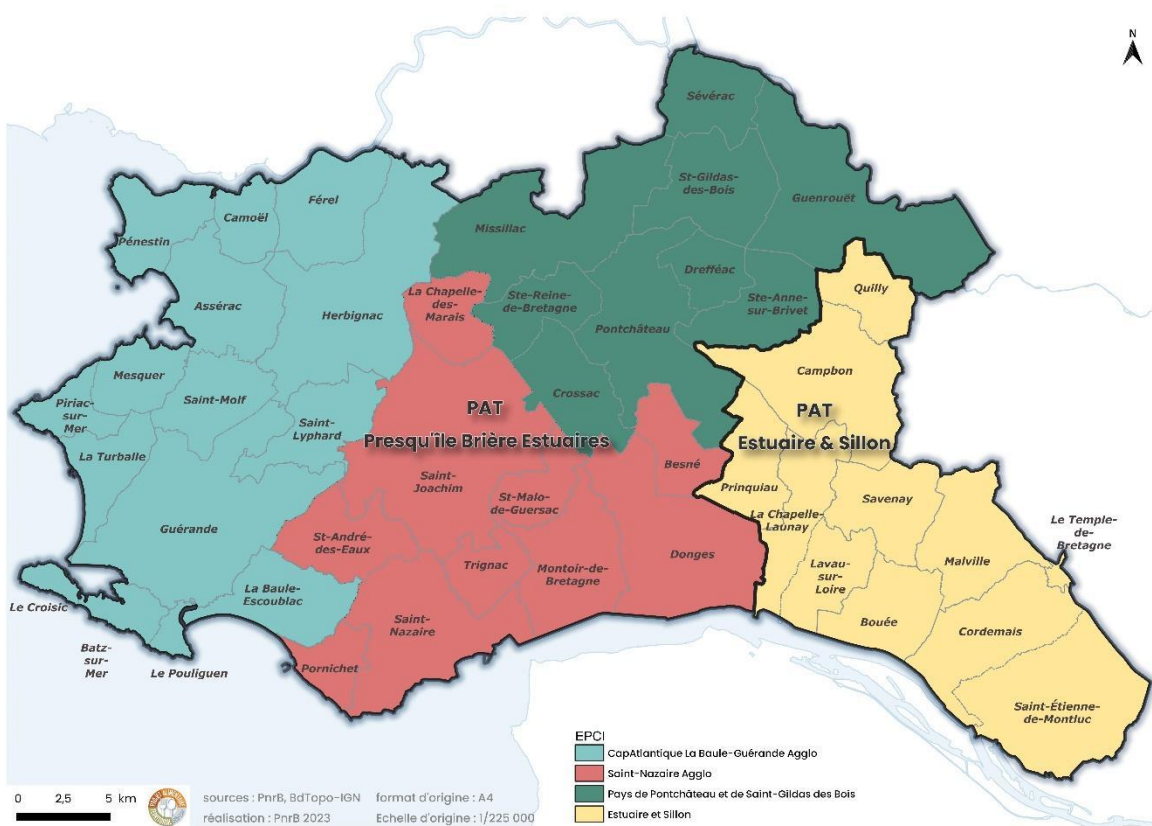 N
Sévérac
St-Gildas-
des-Bois
Guenrouët
Férel
Camoël
Pénestin
Missillac
Assérac
Herbignac
La Chapelle-
des-
Marais
Ste-Reine-
de-Bretagne
Drefféac
Ste-Anne-
sur-Brivet
Quilly
Pontchâteau
Campbon
Mesquer
Piriac-
sur-
Mer
Saint-Molf
Saint-
Lyphard
Crossac
PAT
Presqu'île Brière Estuaires
PAT
Estuaire & Sillon
La Turballe
Saint-
Joachim
St-Malo-
de-Guersac
Besné
Prinquiau
Savenay
La Chapelle-
Launay
Le Temple-
de-
Bretagne
Guérande
St-André-
des-Eaux
Trignac
Montoir-de-
Bretagne
Donges
Malville
Lavau-
sur-
Loire
La Baule-
Escoublac
Bouée
Cordemais
Le Croisic
Saint-
Nazaire
Batz-
sur-
Mer
Le Pouliguen
Pornichet
Saint-Étienne-
de-Montluc
EPCI
CapAtlantique La Baule-Guérande Agglo
Saint-Nazaire Agglo
Pays de Pontchâteau et de Saint-Gildas des Bois
Estuaire et Sillon
0 2,5 5 km
sources : PnrB, BdTopo-IGN format d'origine : A4
réalisation : PnrB 2023 Echelle d'origine : 1/225 000